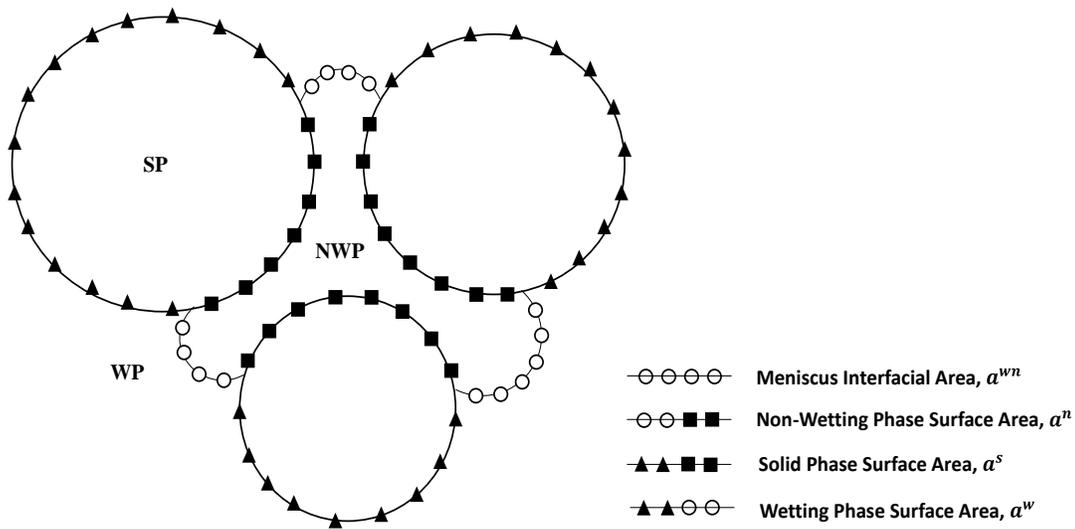 SP
NWP
WP
Meniscus Interfacial Area, a^wn
Non-Wetting Phase Surface Area, a^n
Solid Phase Surface Area, a^s
Wetting Phase Surface Area, a^w